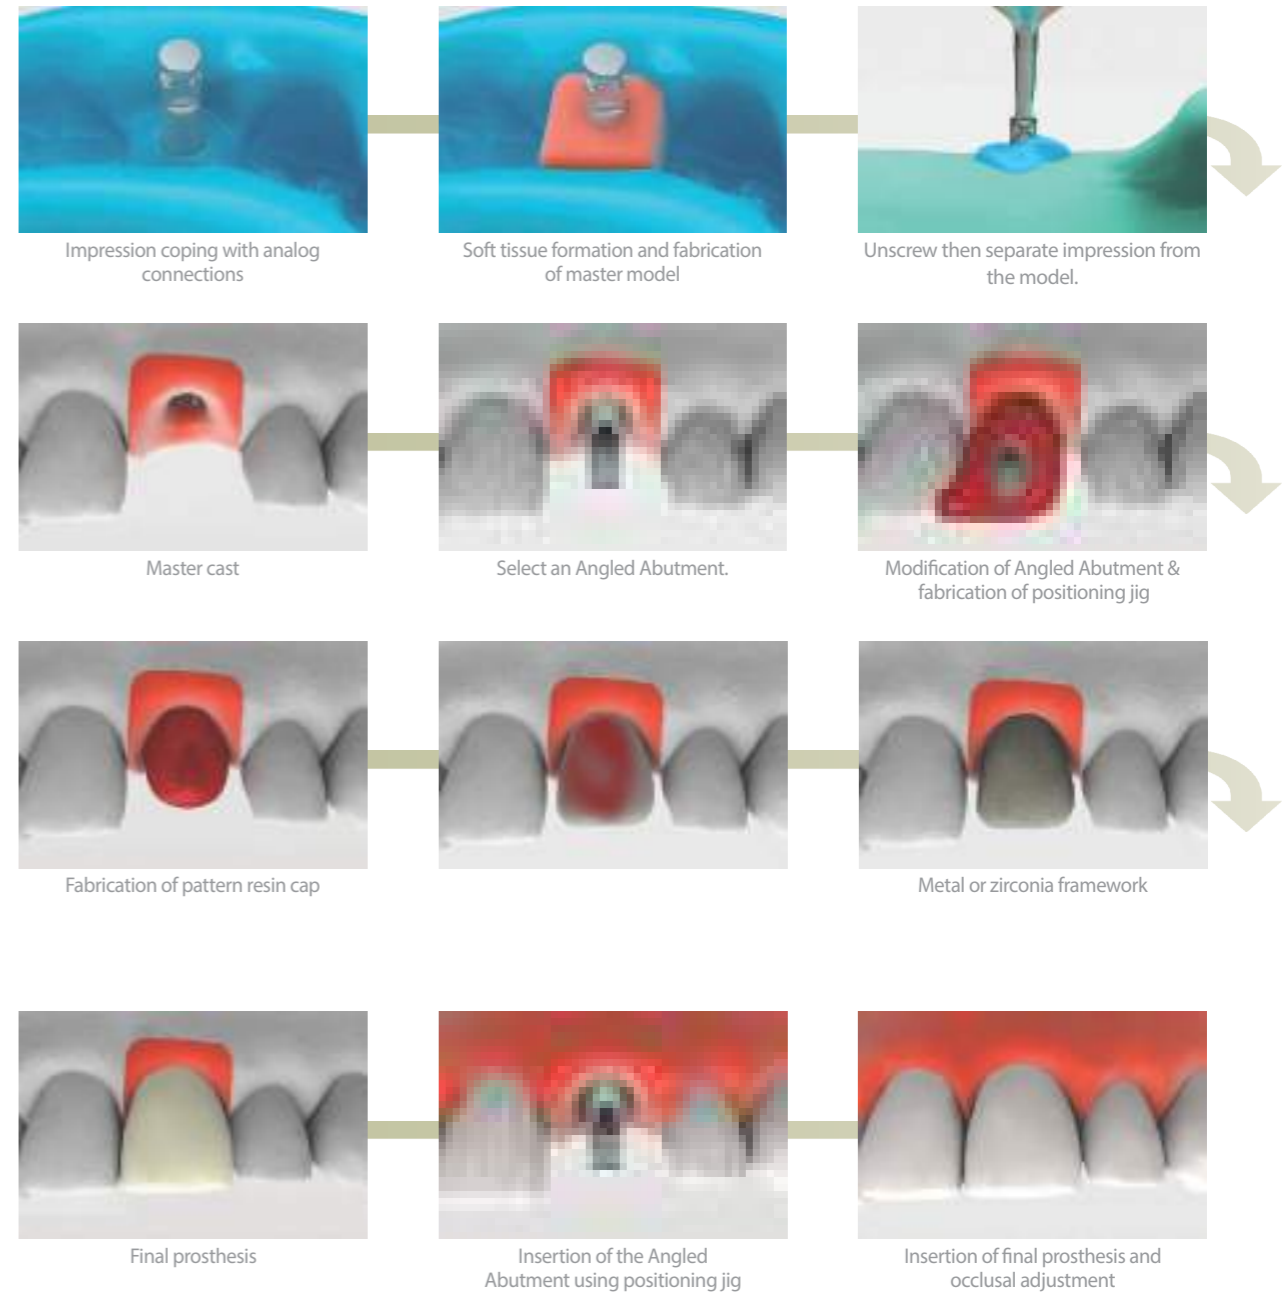 Impression coping with analog
connections
Soft tissue formation and fabrication
of master model
Unscrew then separate impression from
the model.
Master cast
Select an Angled Abutment.
Modification of Angled Abutment &
fabrication of positioning jig
Fabrication of pattern resin cap
Metal or zirconia framework
Final prosthesis
Insertion of the Angled
Abutment using positioning jig
Insertion of final prosthesis and
occlusal adjustment